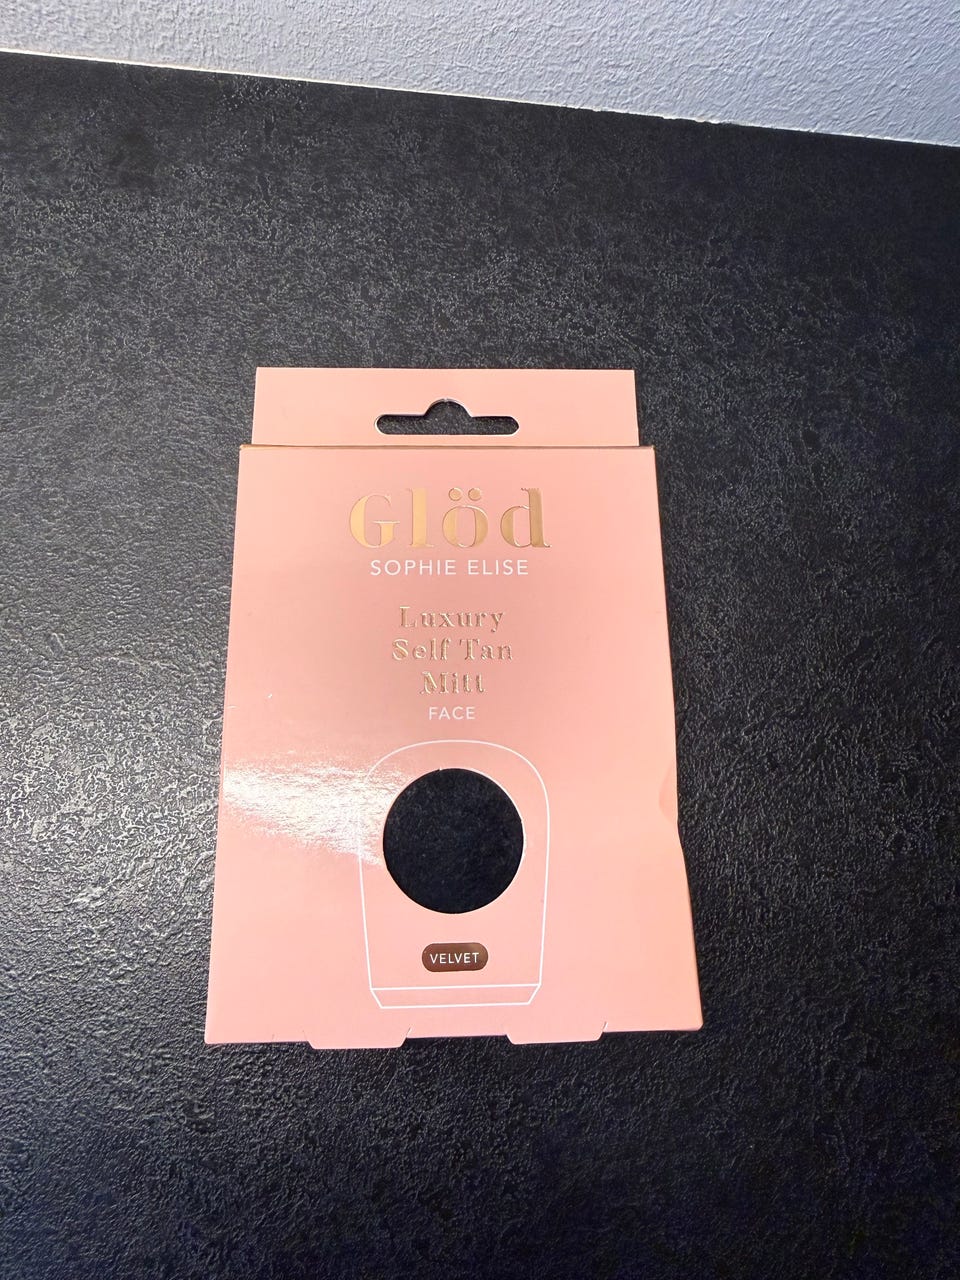 Glöd
SOPHIE ELISE
Luxury
Self Tan
Mitt
FACE
VELVET